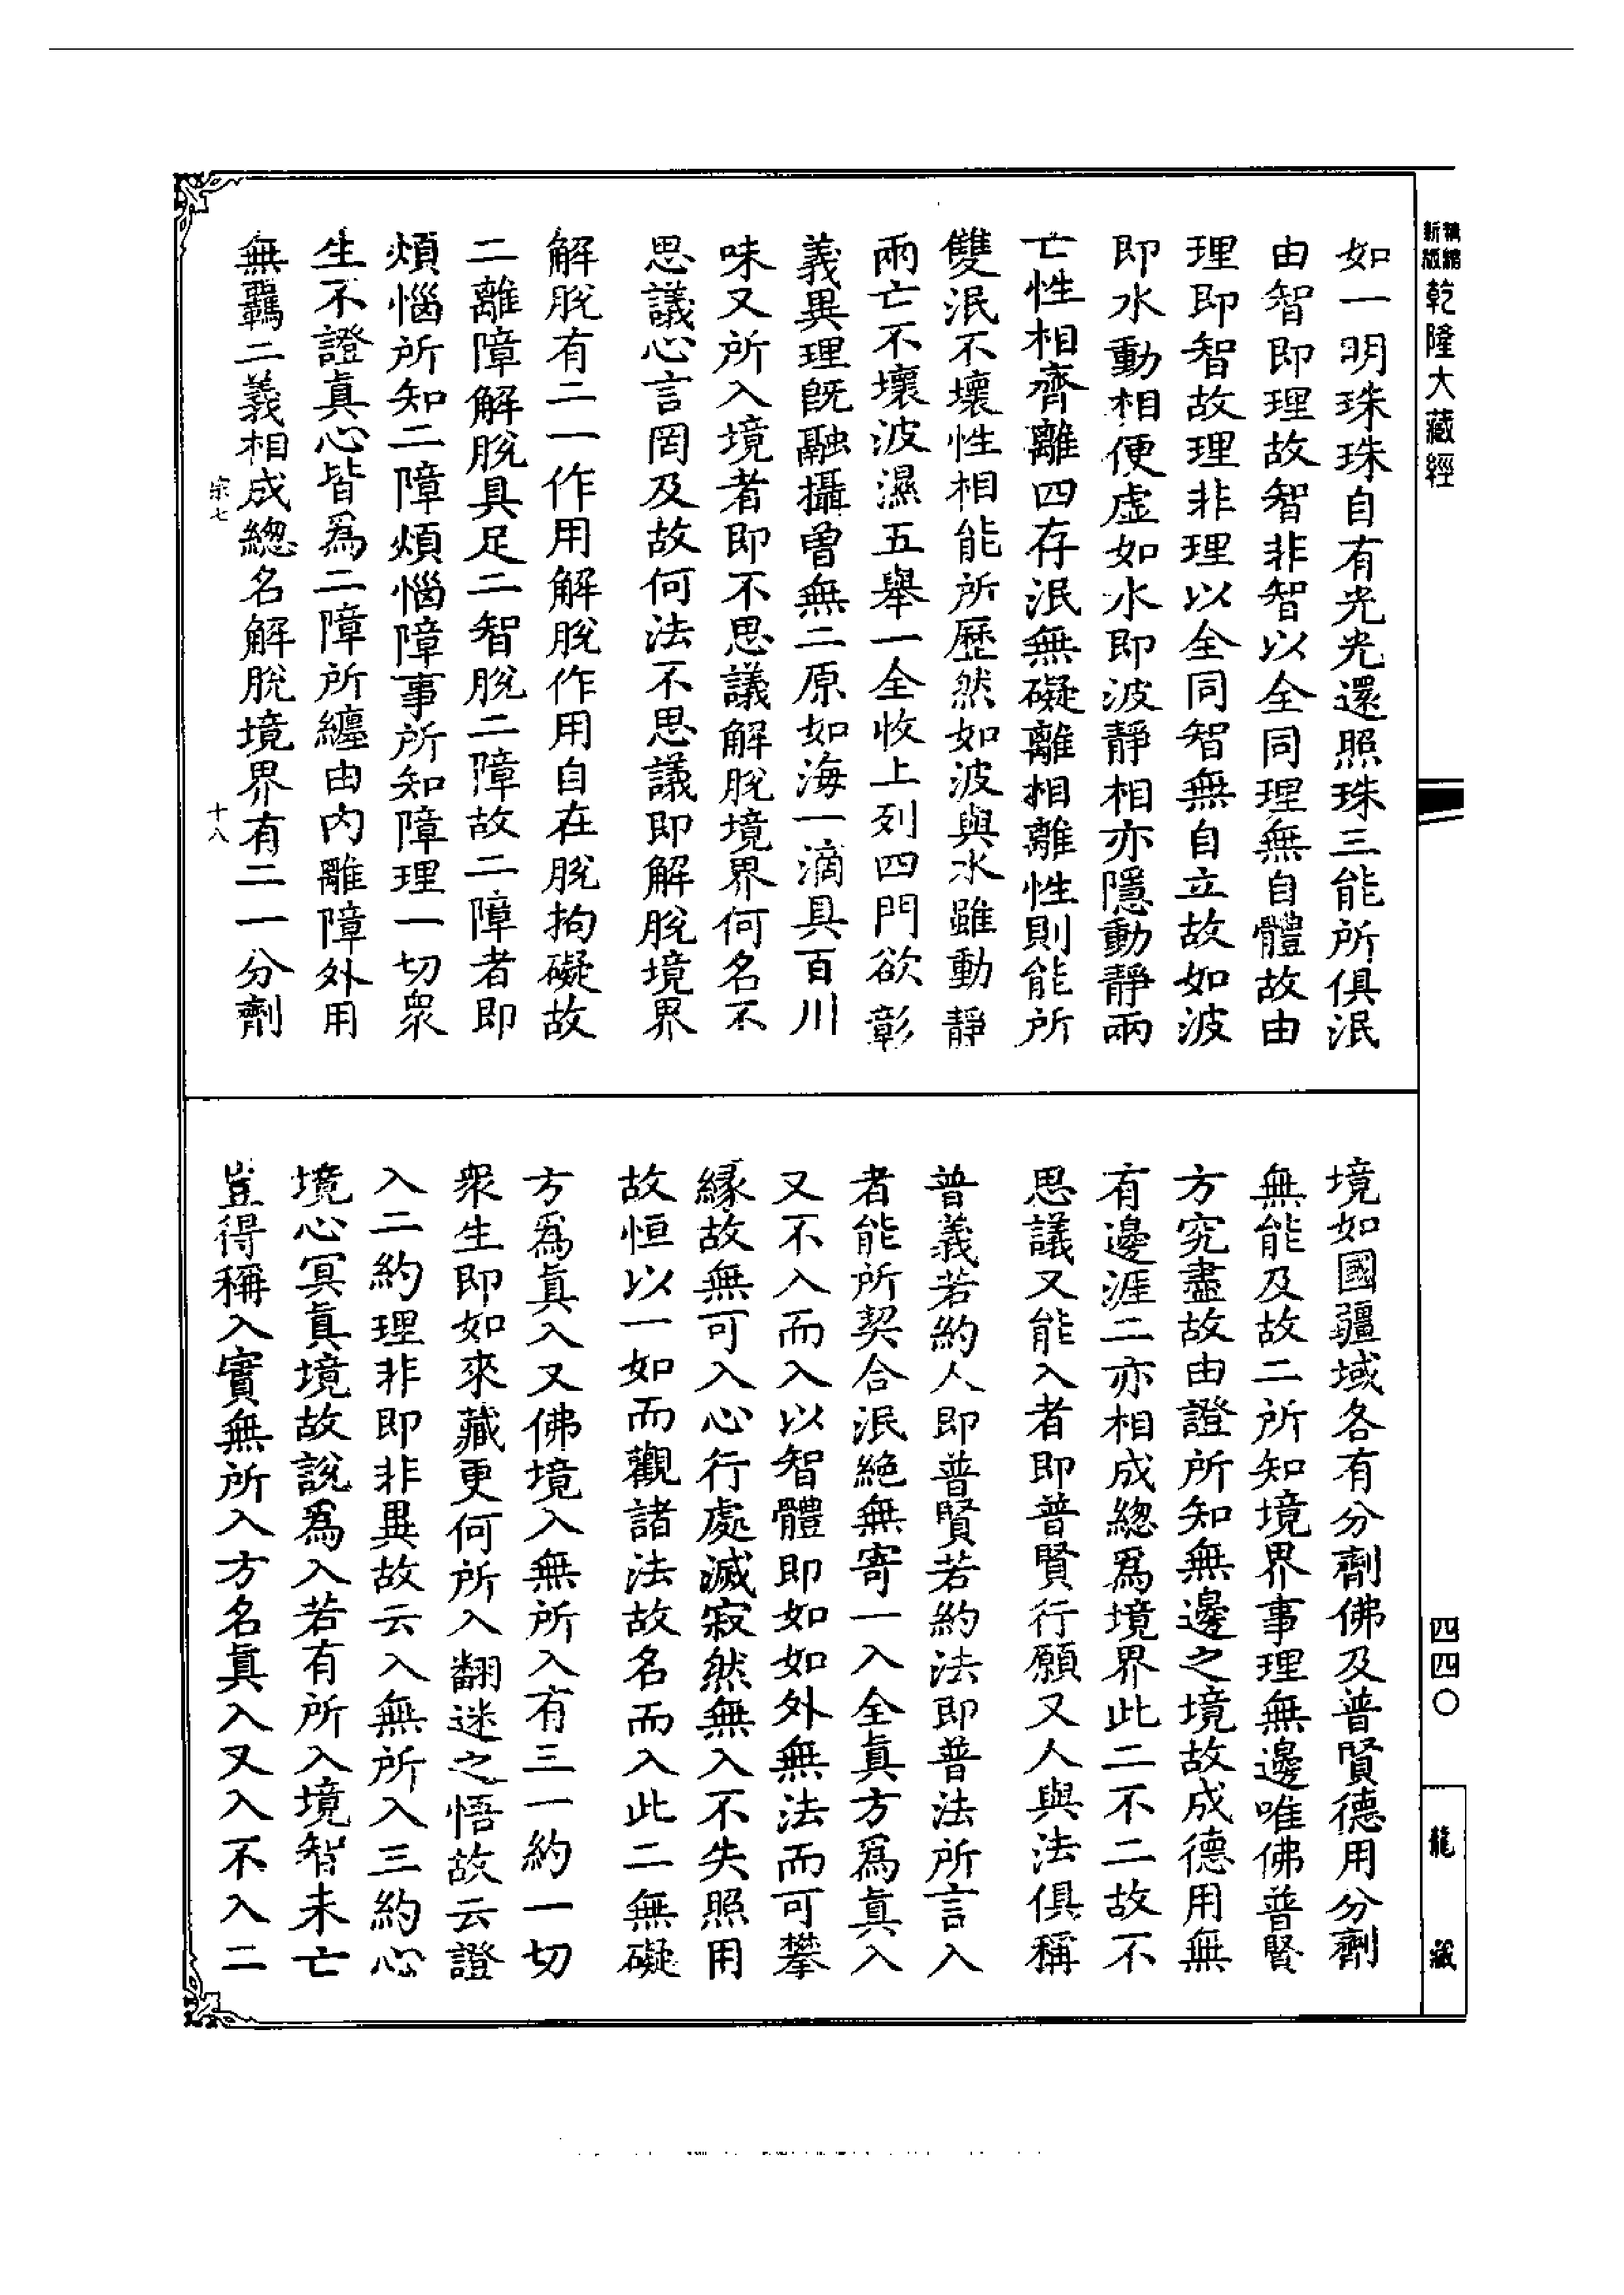 新編縮版乾隆大藏經
如一明珠珠自有光光還照珠三能所俱泯
由智即理故智非智以全同理無自體故由
理即智故理非理以全同智無自立故如波
即水動相便虛如水即波靜相亦隱動靜兩
亡性相齊離四存泯無礙離相離性則能所
雙泯不壞性相能所歷然如波與水雖動靜
兩亡不壞波濕五舉一全收上列四門欲彰
義異理旣融攝曾無二原如海一滴具百川
味又所入境者即不思議解脫境界何名不
思議心言罔及故何法不思議即解脫境界
解脫有二一作用解脫作用自在脫拘礙故
二離障解脫具足二智脫二障故二障者即
煩惱所知二障煩惱障事所知障理一切衆
生不證眞心皆爲二障所纏由內離障外用
無羈二義相成總名解脫境界有二一分劑
宗七
十八
境如國疆域各有分劑佛及普賢德用分劑
無能及故二所知境界事理無邊唯佛普賢
方究盡故由證所知無邊之境故成德用無
有邊涯二亦相成總爲境界此二不二故不
思議又能入者即普賢行願又人與法俱稱
普義若約人即普賢若約法即普法所言入
者能所契合泯絕無寄一入全眞方爲眞入
又不入而入以智體即如如外無法而可攀
緣故無可入心行處滅寂然無入不失照用
故恒以一如而觀諸法故名而入此二無礙
方爲眞入又佛境入無所入有三一約一切
衆生即如來藏更何所入翻迷之悟故云證
入二約理非即非異故云入無所入三約心
境心冥眞境故說爲入若有所入境智未亡
豈得稱入實無所入方名眞入又入不入二
四四〇
龍藏